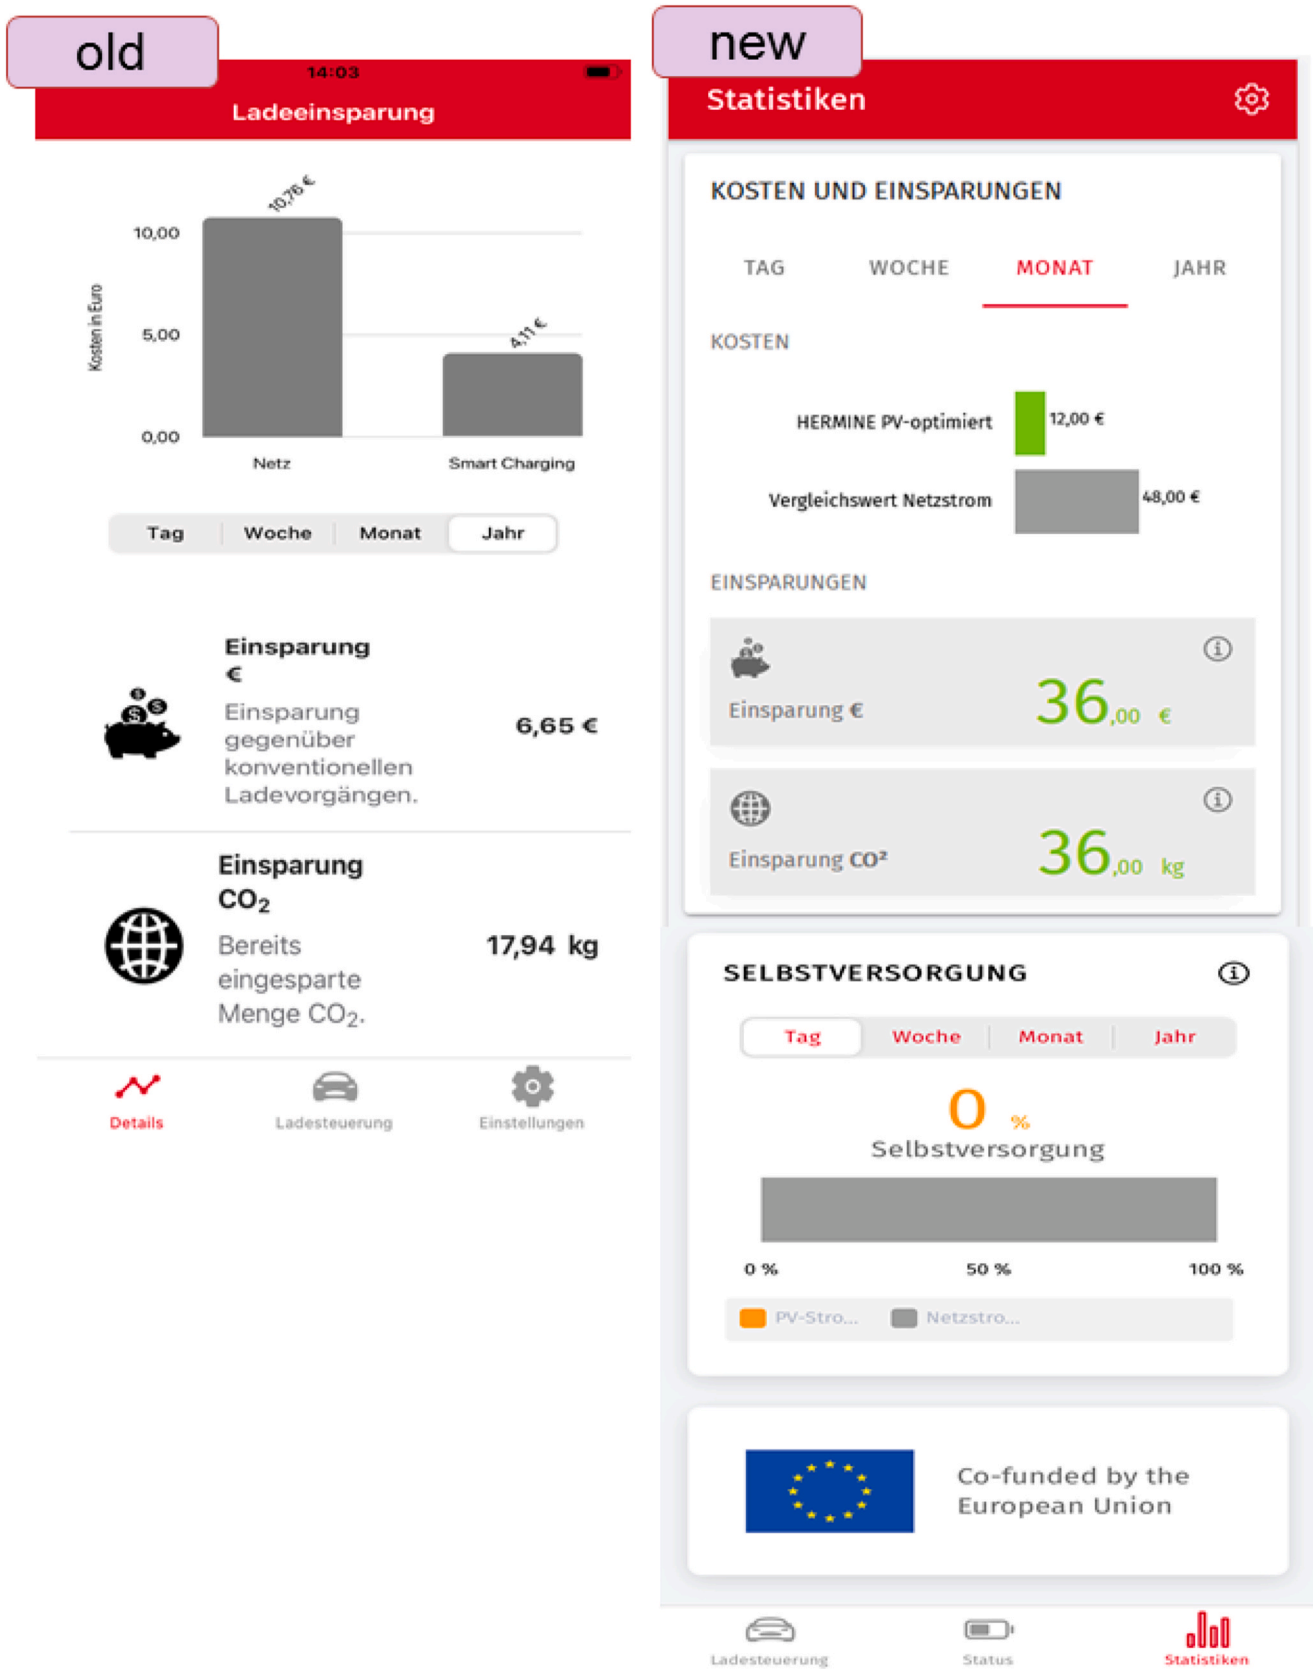 old
14:03
Ladeeinsparung
10,76 €
10,00
4,11 €
5,00
Kosten in Euro
0,00
Netz
Smart Charging
Tag
Woche
Monat
Jahr
Einsparung
€
Einsparung
gegenüber
konventionellen
Ladevorgängen.
6,65 €
Einsparung
CO₂
Bereits
eingesparte
Menge CO₂.
17,94 kg
Details
Ladesteuerung
Einstellungen
new
Statistiken
KOSTEN UND EINSPARUNGEN
TAG
WOCHE
MONAT
JAHR
KOSTEN
HERMINE PV-optimiert
12,00 €
Vergleichswert Netzstrom
48,00 €
EINSPARUNGEN
Einsparung €
36,00 €
Einsparung CO²
36,00 kg
SELBSTVERSORGUNG
Tag
Woche
Monat
Jahr
0 %
Selbstversorgung
0 %
50 %
100 %
PV-Stro...
Netzstro...
Co-funded by the
European Union
Ladesteuerung
Status
Statistiken